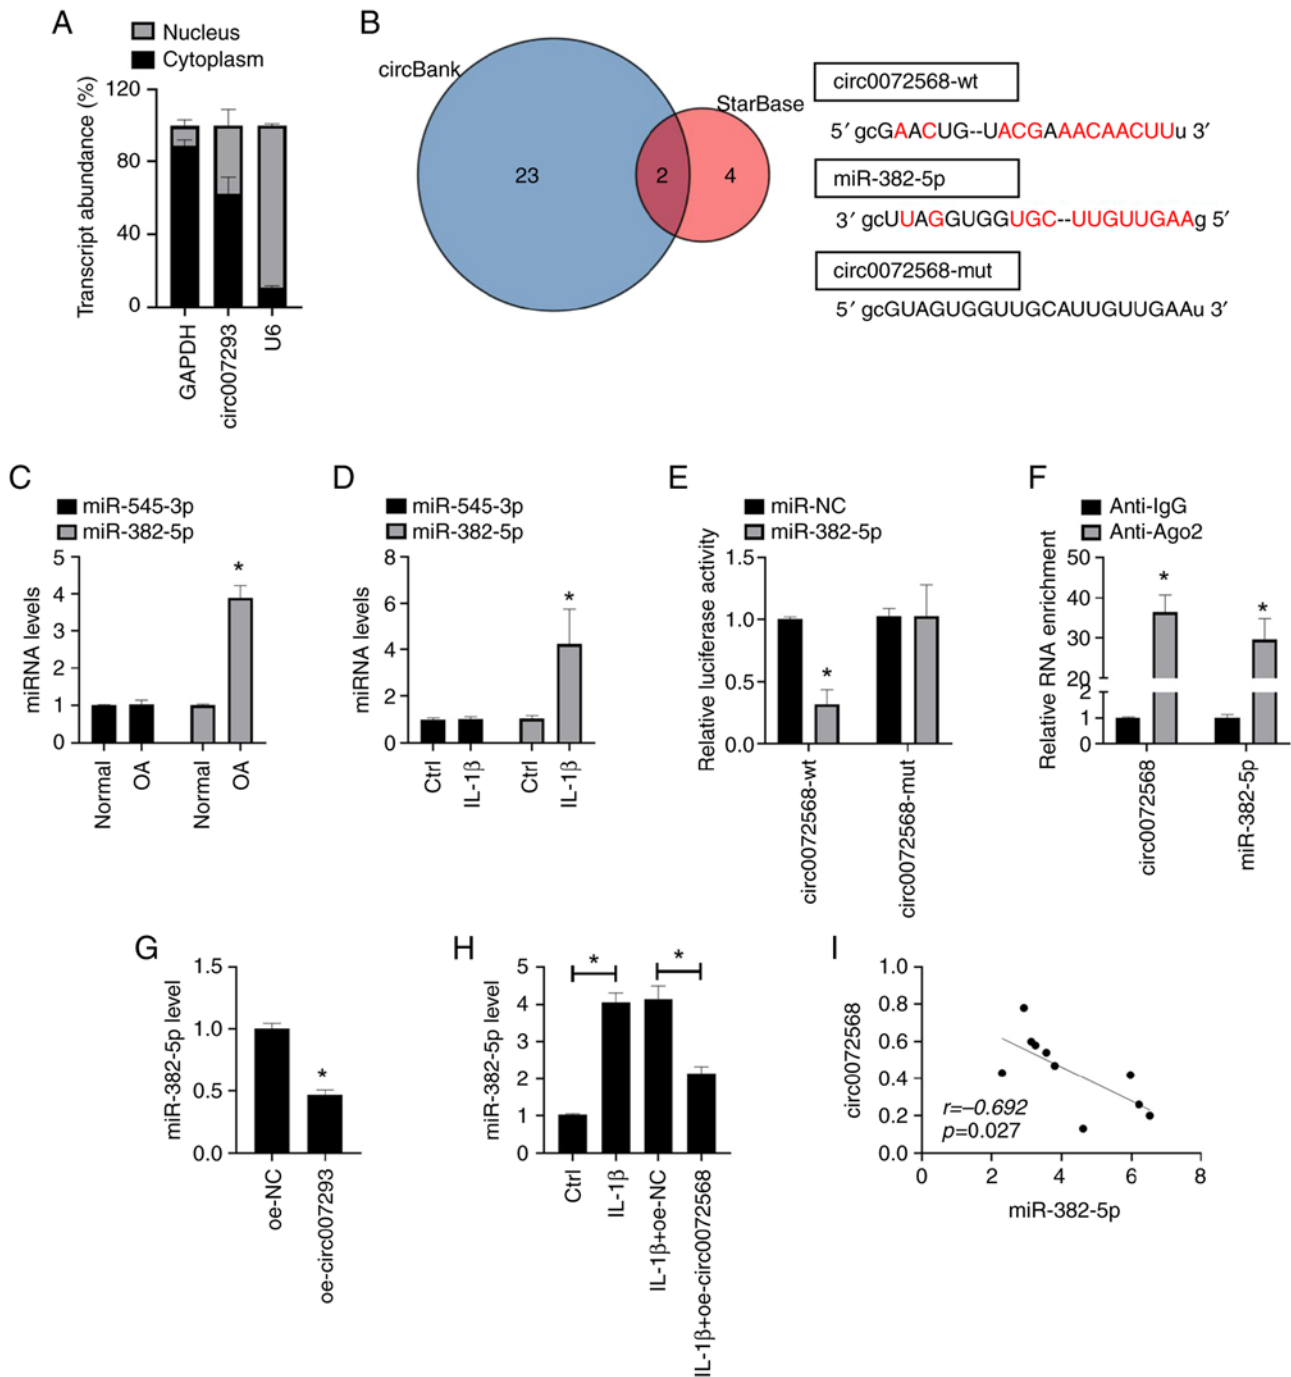 A
Nucleus
Cytoplasm
Transcript abundance (%)
120
80
40
0
GAPDH
circ007293
U6
B
circBank
StarBase
23
2
4
circ0072568-wt
5′ gcGAACUG--UACGAAACAACUUu 3′
miR-382-5p
3′ gcUUAGGUGGUGC--UUGUUGAAg 5′
circ0072568-mut
5′ gcGUAGUGGUUGCAUUGUUGAAu 3′
C
miR-545-3p
miR-382-5p
miRNA levels
5
4
3
2
1
0
*
Normal
OA
Normal
OA
D
miR-545-3p
miR-382-5p
miRNA levels
8
6
4
2
0
*
Ctrl
IL-1β
Ctrl
IL-1β
E
miR-NC
miR-382-5p
Relative luciferase activity
1.5
1.0
0.5
0.0
*
circ0072568-wt
circ0072568-mut
F
Anti-IgG
Anti-Ago2
Relative RNA enrichment
50
40
30
20
2
1
0
*
*
circ0072568
miR-382-5p
G
miR-382-5p level
1.5
1.0
0.5
0.0
*
oe-NC
oe-circ007293
H
miR-382-5p level
5
4
3
2
1
0
*
*
Ctrl
IL-1β
IL-1β+oe-NC
IL-1β+oe-circ0072568
I
circ0072568
1.0
0.8
0.6
0.4
0.2
0.0
r=–0.692
p=0.027
0
2
4
6
8
miR-382-5p